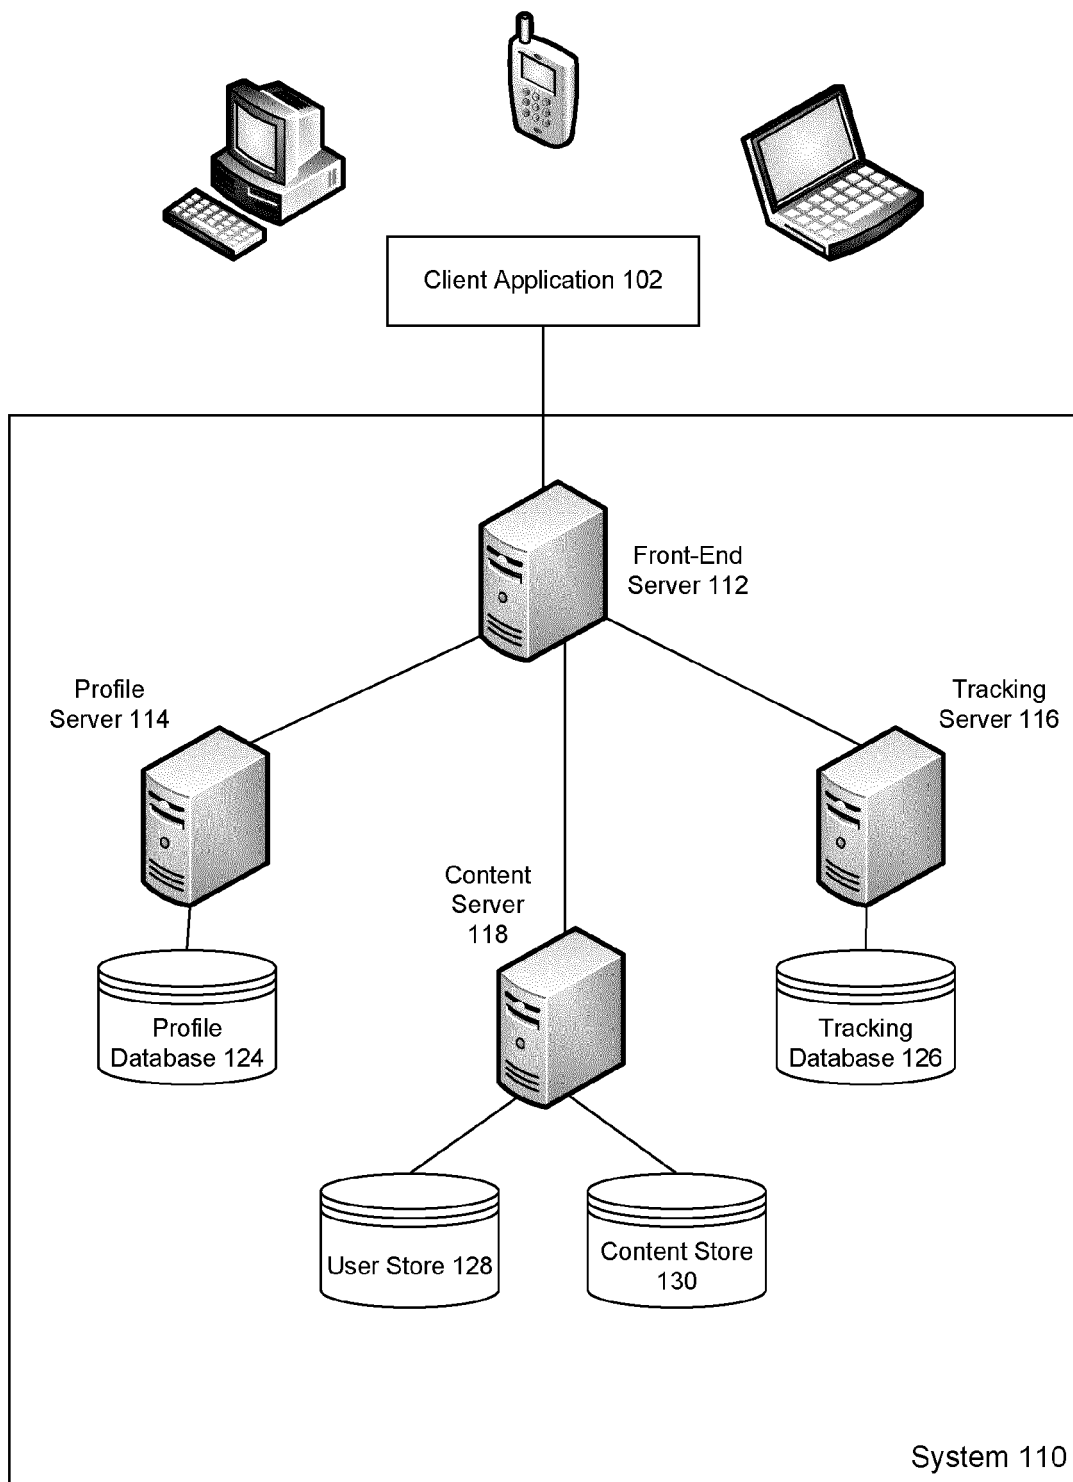 Client Application 102
Front-End
Server 112
Profile
Server 114
Tracking
Server 116
Content
Server
118
Profile
Database 124
Tracking
Database 126
User Store 128
Content Store
130
System 110